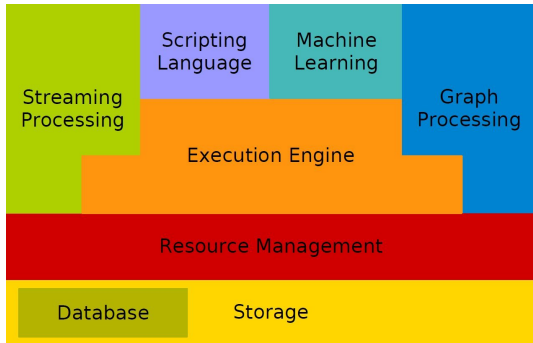 Scripting
Language
Machine
Learning
Streaming
Processing
Graph
Processing
Execution Engine
Resource Management
Database
Storage